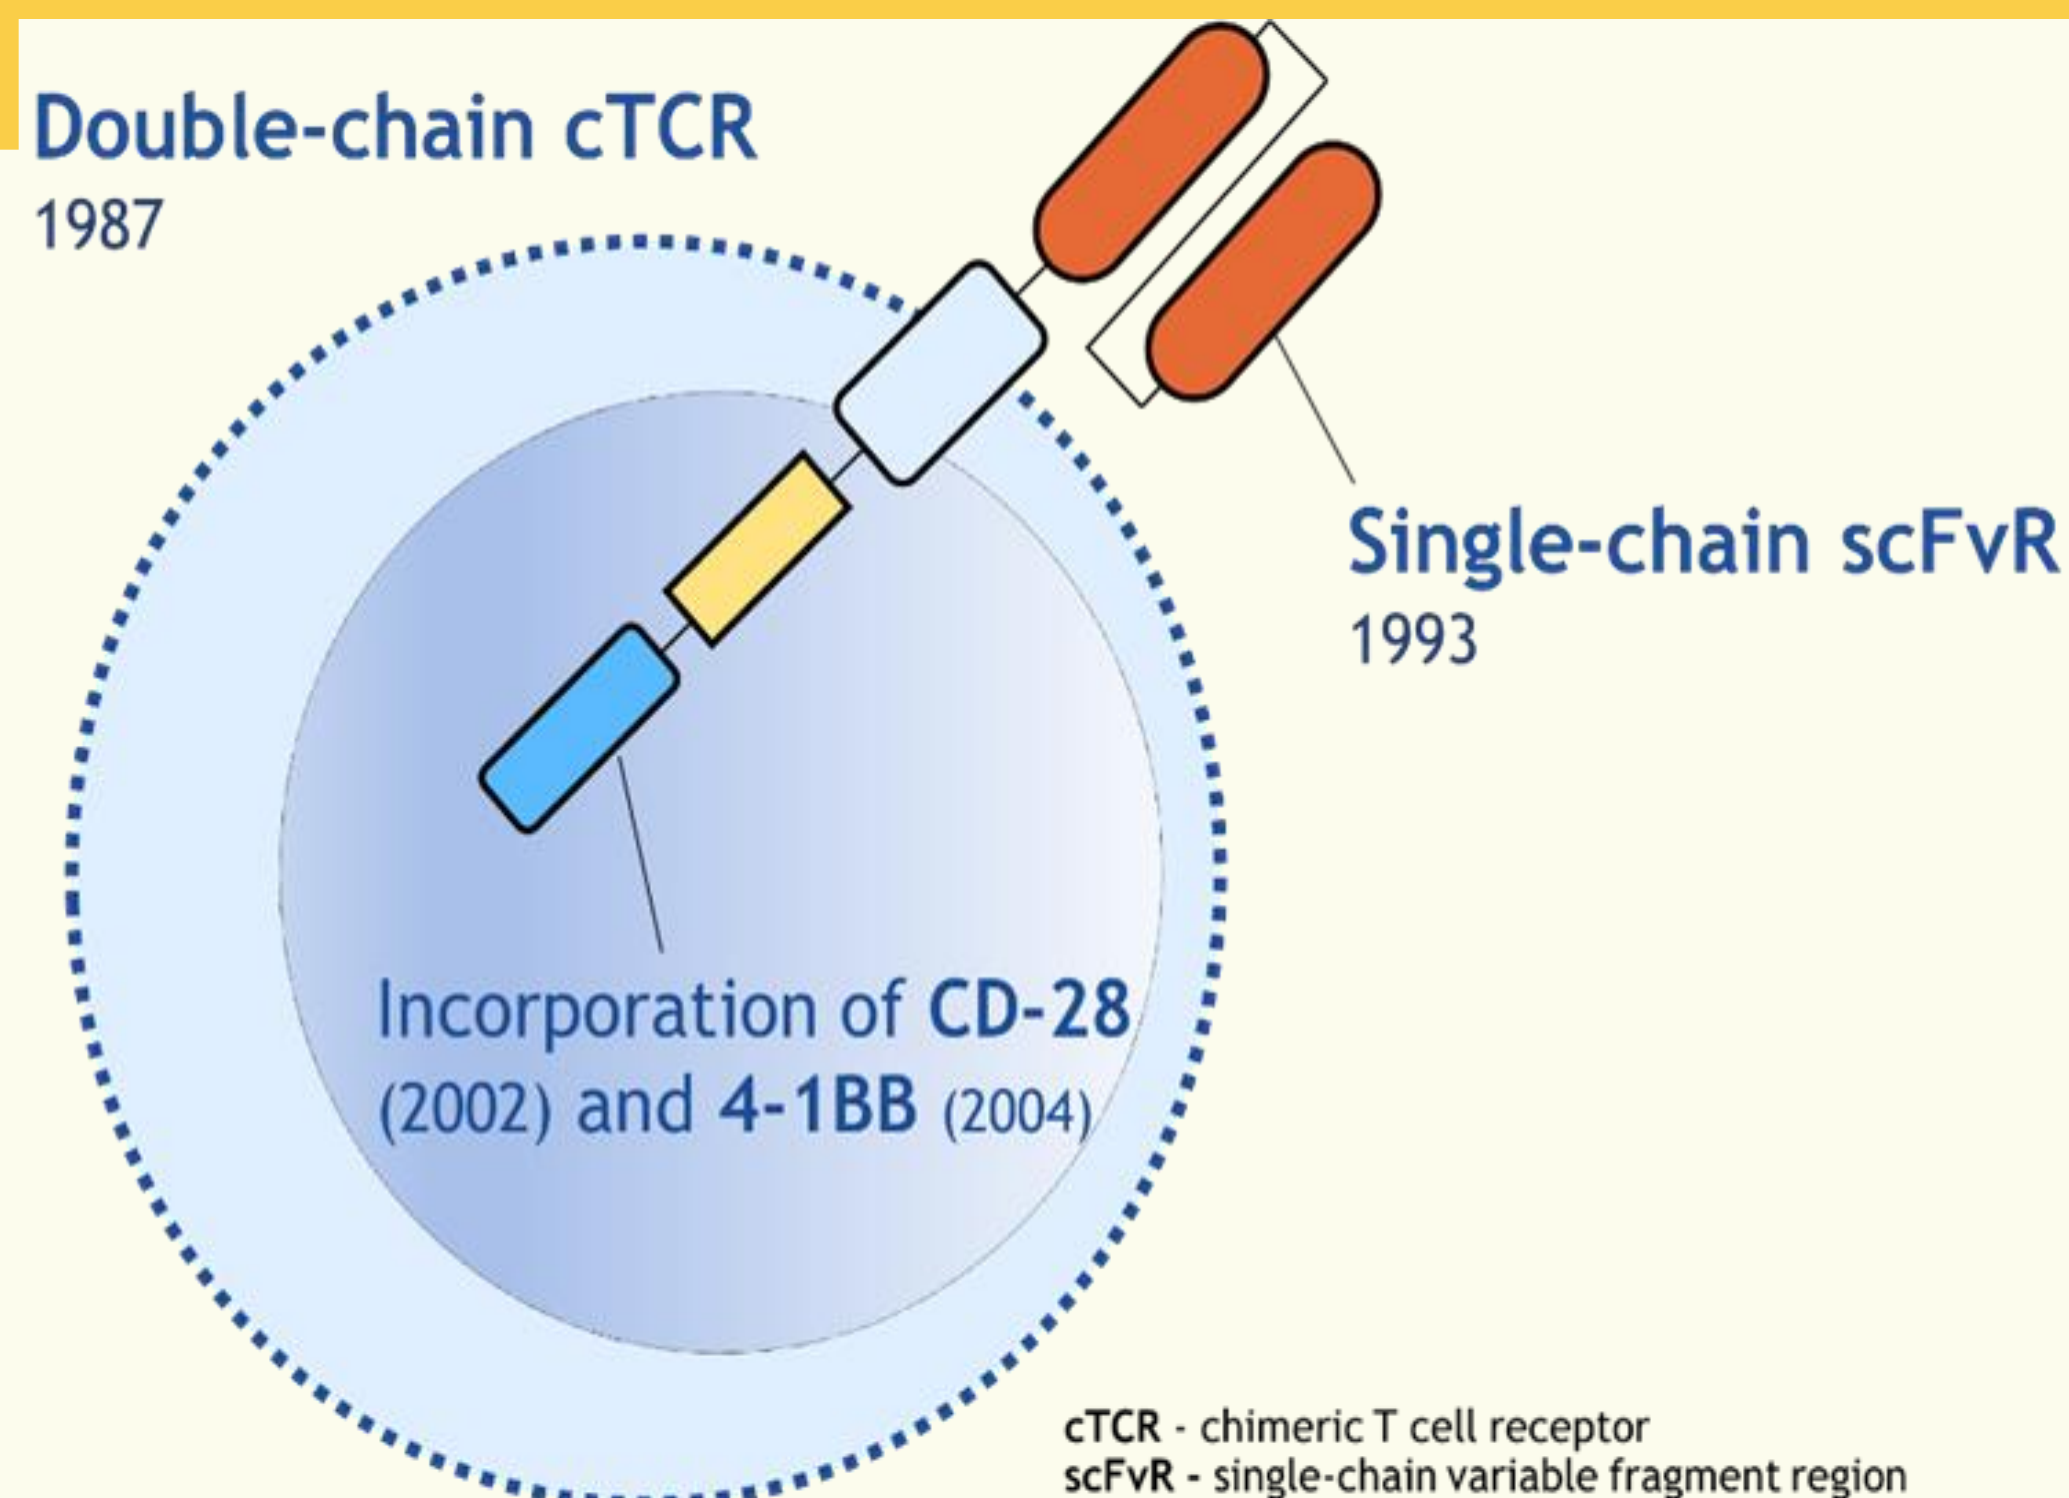 Double-chain cTCR
1987
Single-chain scFvR
1993
Incorporation of CD-28
(2002) and 4-1BB (2004)
cTCR - chimeric T cell receptor
scFvR - single-chain variable fragment region